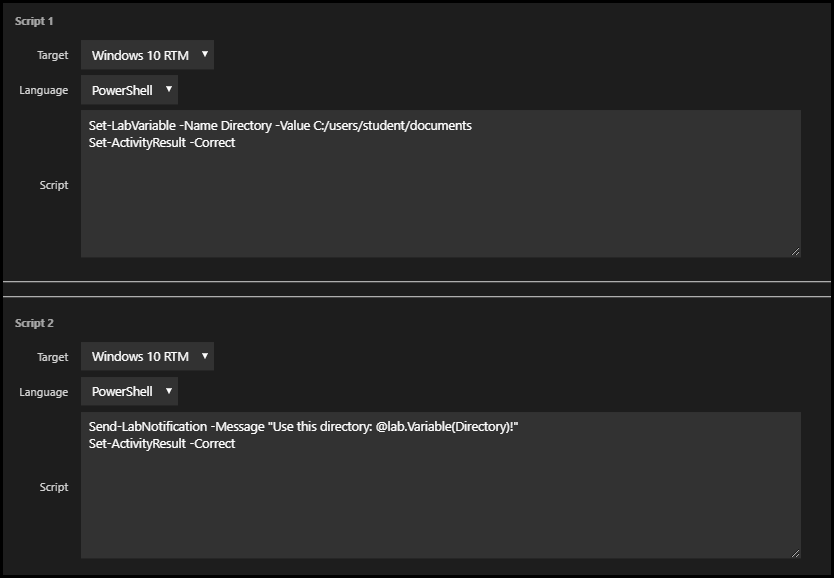 Script 1
Target Windows 10 RTM
Language PowerShell
Set-LabVariable -Name Directory -Value C:/users/student/documents
Set-ActivityResult -Correct
Script
Script 2
Target Windows 10 RTM
Language PowerShell
Send-LabNotification -Message "Use this directory: @lab.Variable(Directory)!"
Set-ActivityResult -Correct
Script